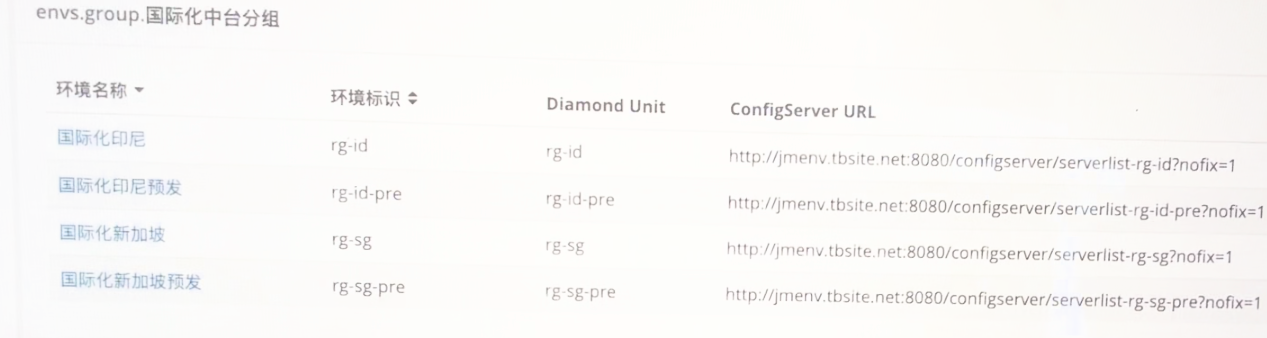 envs.group.国际化中台分组
环境名称 环境标识 Diamond Unit ConfigServer URL
国际化印尼 rg-id rg-id http://jmenv.tbsite.net:8080/configserver/serverlist-rg-id?nofix=1
国际化印尼预发 rg-id-pre rg-id-pre http://jmenv.tbsite.net:8080/configserver/serverlist-rg-id-pre?nofix=1
国际化新加坡 rg-sg rg-sg http://jmenv.tbsite.net:8080/configserver/serverlist-rg-sg?nofix=1
国际化新加坡预发 rg-sg-pre rg-sg-pre http://jmenv.tbsite.net:8080/configserver/serverlist-rg-sg-pre?nofix=1